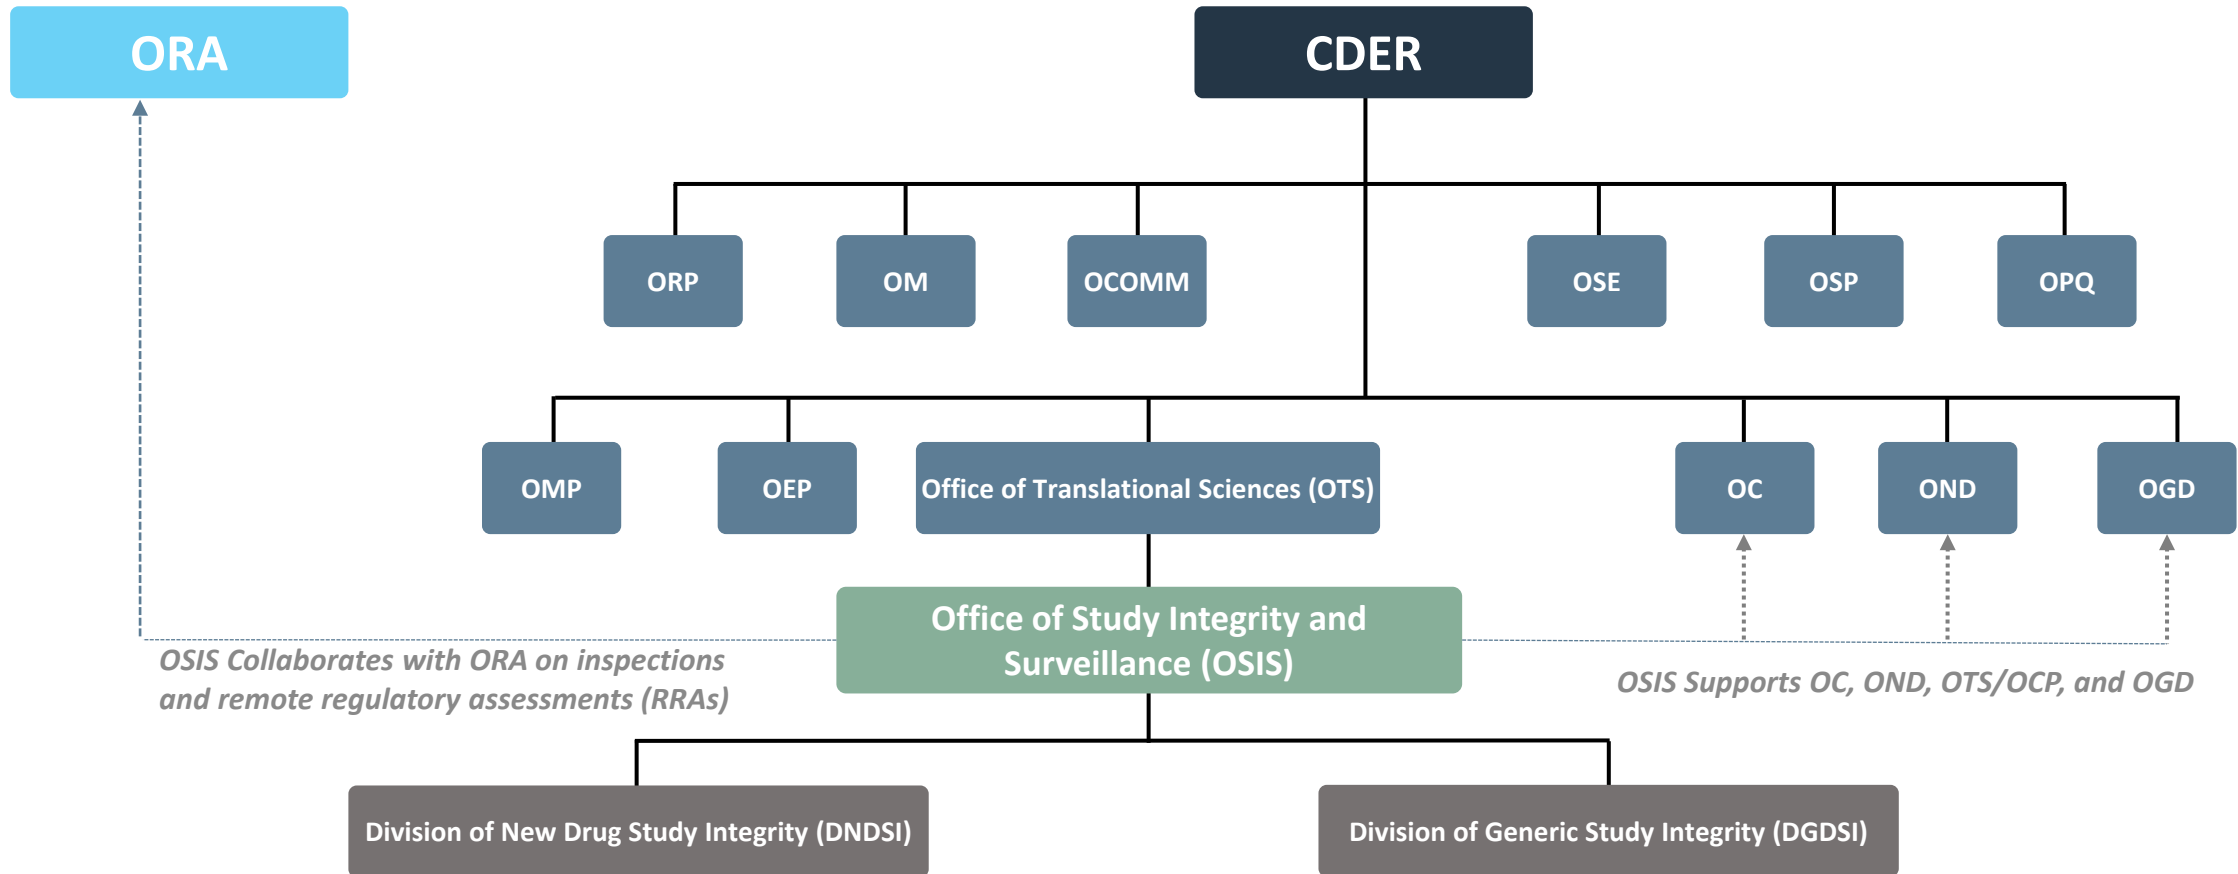 ORA
CDER
ORP
OM
OCOMM
OSE
OSP
OPQ
OMP
OEP
Office of Translational Sciences (OTS)
OC
OND
OGD
Office of Study Integrity and
Surveillance (OSIS)
OSIS Collaborates with ORA on inspections
and remote regulatory assessments (RRAs)
OSIS Supports OC, OND, OTS/OCP, and OGD
Division of New Drug Study Integrity (DNDSI)
Division of Generic Study Integrity (DGDSI)